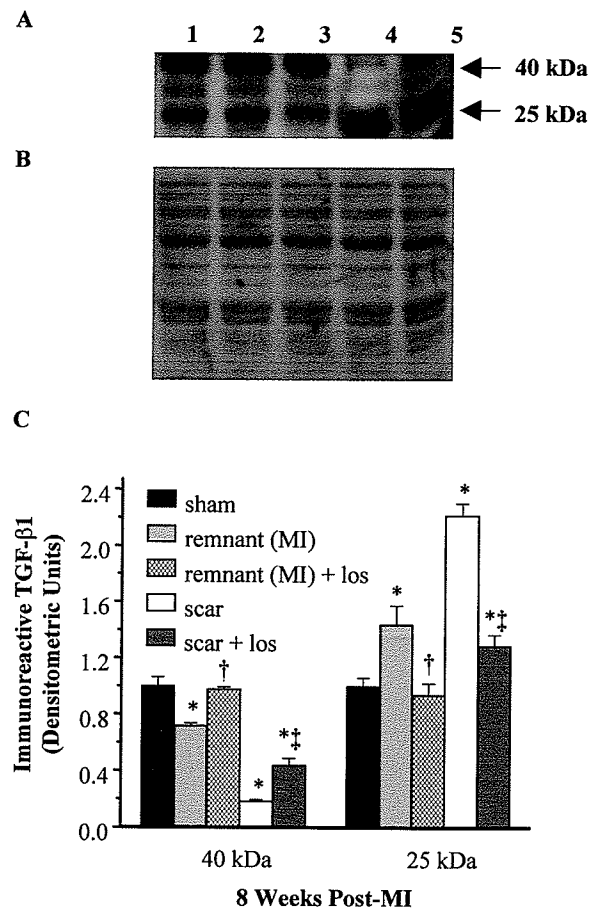 A
1 2 3 4 5
40 kDa
25 kDa
B
C
Immunoreactive TGF-β1
(Densitometric Units)
2.4
2.0
1.6
1.2
0.8
0.4
0.0
sham
remnant (MI)
remnant (MI) + los
scar
scar + los
* † * *‡
* † * *‡
40 kDa 25 kDa
8 Weeks Post-MI